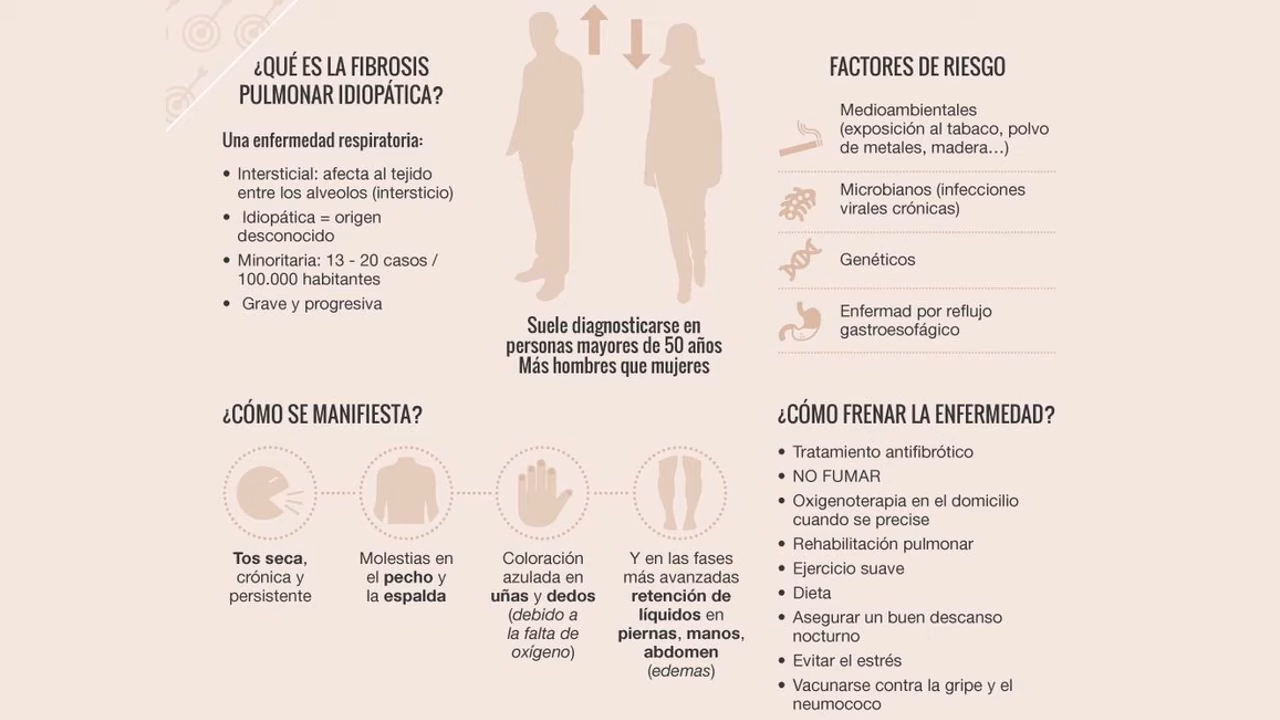 ¿QUÉ ES LA FIBROSIS
PULMONAR IDIOPÁTICA?
Una enfermedad respiratoria:
• Intersticial: afecta al tejido
entre los alveolos (intersticio)
• Idiopática = origen
desconocido
• Minoritaria: 13 - 20 casos /
100.000 habitantes
• Grave y progresiva
Suele diagnosticarse en
personas mayores de 50 años
Más hombres que mujeres
FACTORES DE RIESGO
Medioambientales
(exposición al tabaco, polvo
de metales, madera...)
Microbianos (infecciones
virales crónicas)
Genéticos
Enfermad por reflujo
gastroesofágico
¿CÓMO SE MANIFIESTA?
Tos seca,
crónica y
persistente
Molestias en
el pecho y
la espalda
Coloración
azulada en
uñas y dedos
(debido a
la falta de
oxígeno)
Y en las fases
más avanzadas
retención de
líquidos en
piernas, manos,
abdomen
(edemas)
¿CÓMO FRENAR LA ENFERMEDAD?
• Tratamiento antifibrótico
• NO FUMAR
• Oxigenoterapia en el domicilio
cuando se precise
• Rehabilitación pulmonar
• Ejercicio suave
• Dieta
• Asegurar un buen descanso
nocturno
• Evitar el estrés
• Vacunarse contra la gripe y el
neumococo